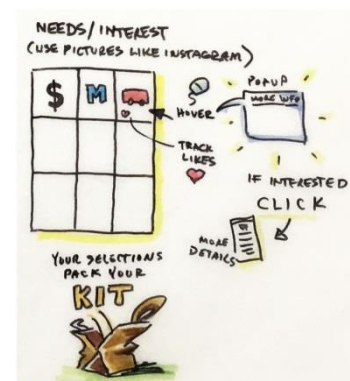 NEEDS/INTEREST
(USE PICTURES LIKE INSTAGRAM)
$ M
HOVER
POPUP
MORE INFO
TRACK
LIKES
IF INTERESTED
CLICK
MORE
DETAILS
YOUR SELECTIONS
PACK YOUR
KIT